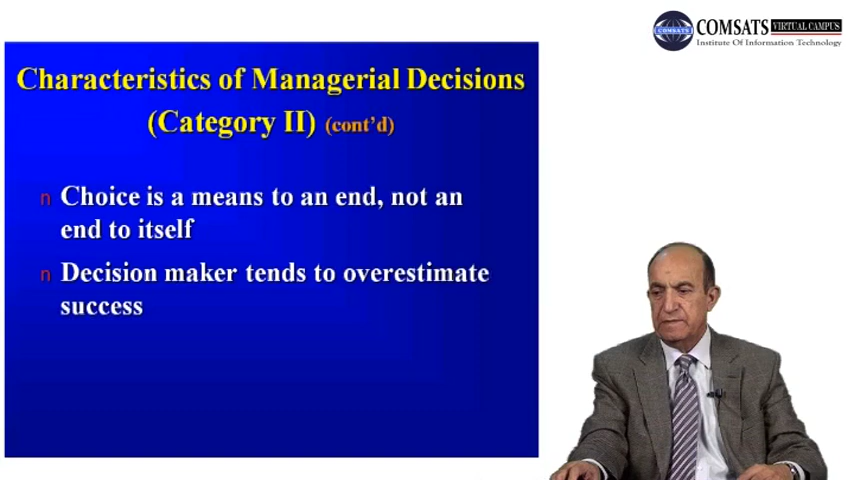 COMSATS VIRTUAL CAMPUS
COMSATS
Institute Of Information Technology
Characteristics of Managerial Decisions
(Category II) (cont’d)
n Choice is a means to an end, not an
end to itself
n Decision maker tends to overestimate
success